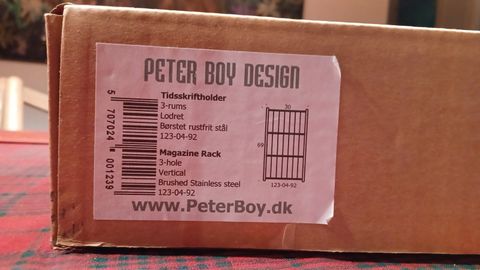 PETER BOY DESIGN
Tidsskriftholder
3-rums
Lodret
Børstet rustfrit stål
123-04-92
Magazine Rack
3-hole
Vertical
Brushed Stainless steel
123-04-92
5 707024 001239
30
69
123-04-92
www.PeterBoy.dk